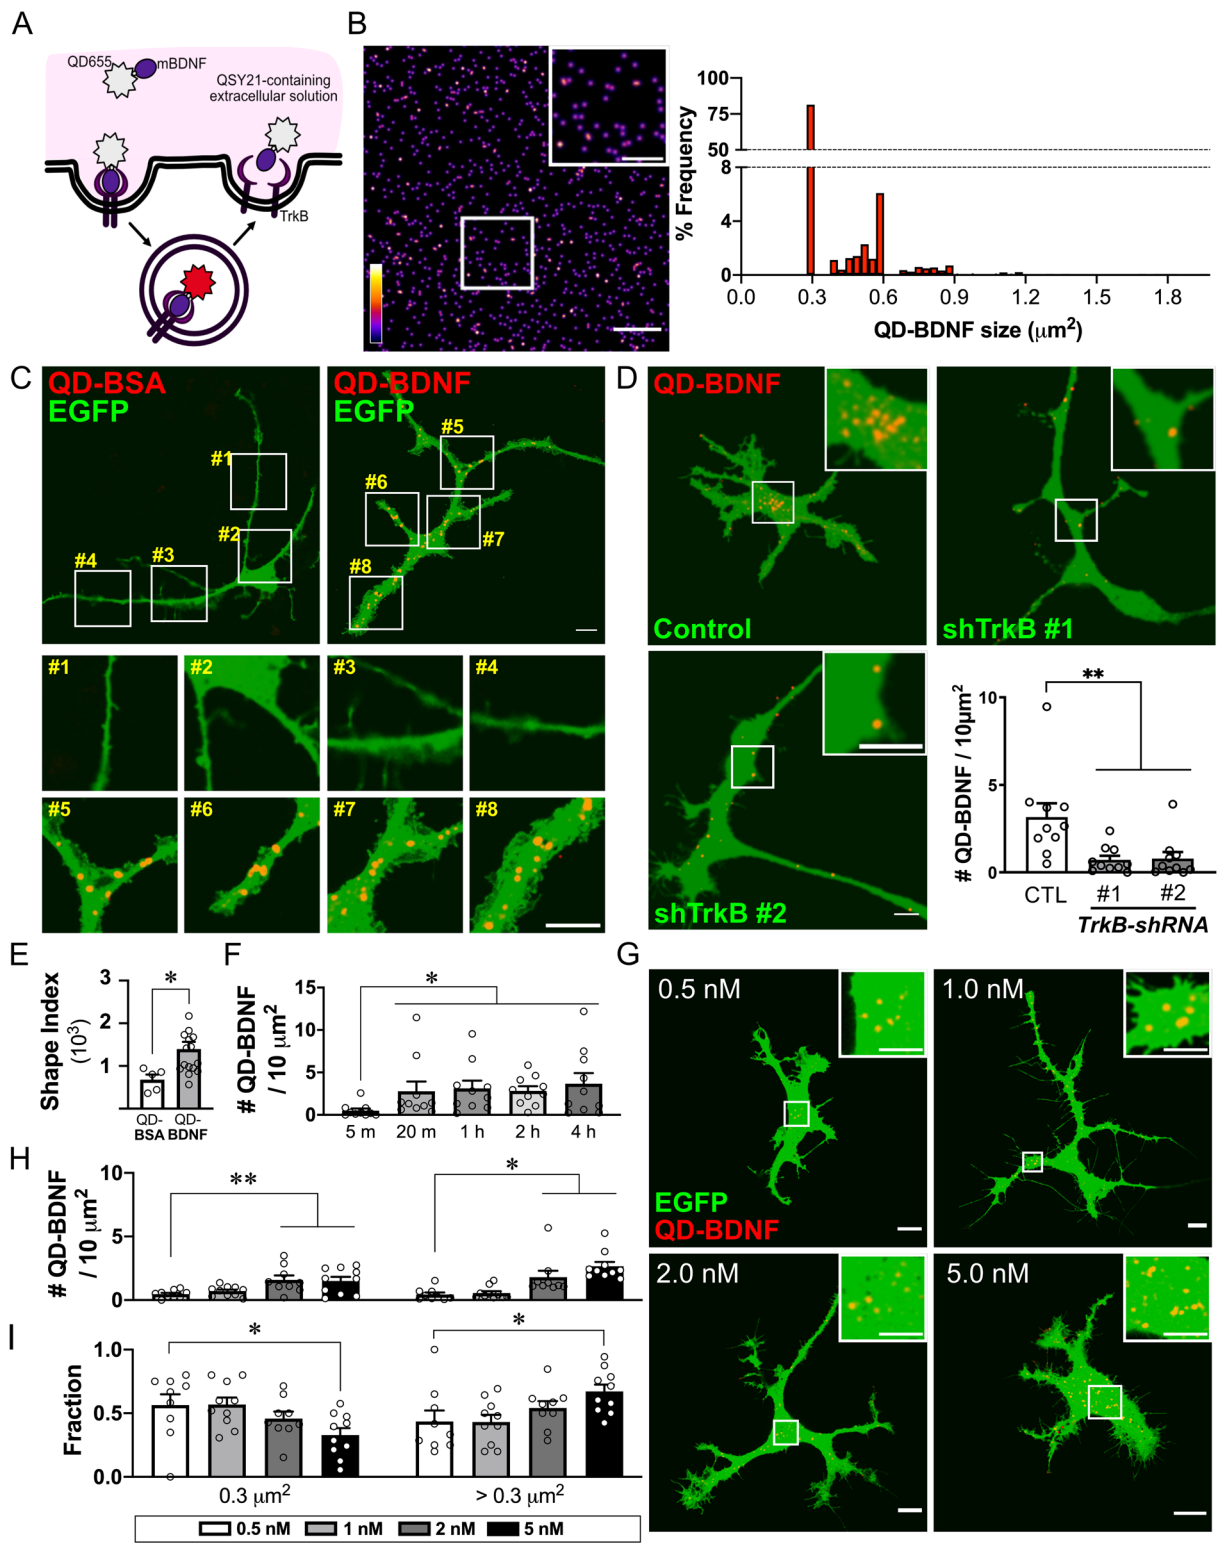 A
QD655
mBDNF
QSY21-containing
extracellular solution
TrkB
B
% Frequency
100
75
50
8
4
0
0.0
0.3
0.6
0.9
1.2
1.5
1.8
QD-BDNF size (μm²)
C
QD-BSA
EGFP
#1
#2
#3
#4
QD-BDNF
EGFP
#5
#6
#7
#8
#1
#2
#3
#4
#5
#6
#7
#8
D
QD-BDNF
Control
shTrkB #1
shTrkB #2
# QD-BDNF / 10μm²
10
5
0
**
CTL
#1
#2
TrkB-shRNA
E
Shape Index
(10³)
3
2
1
*
QD-
BSA
QD-
BDNF
F
# QD-BDNF
/ 10 μm²
15
10
5
0
*
5 m
20 m
1 h
2 h
4 h
G
0.5 nM
EGFP
QD-BDNF
1.0 nM
2.0 nM
5.0 nM
H
# QD-BDNF
/ 10 μm²
10
5
0
**
*
I
Fraction
1.0
0.5
0.0
*
*
0.3 μm²
> 0.3 μm²
0.5 nM
1 nM
2 nM
5 nM